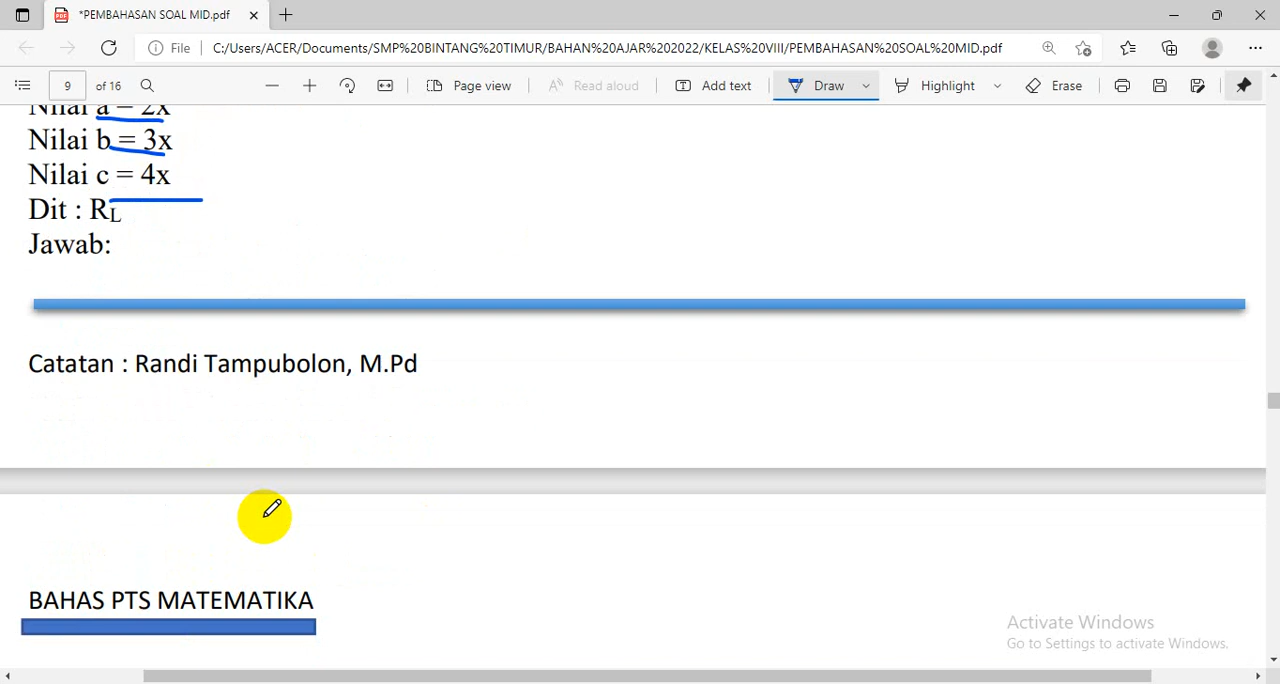 *PEMBAHASAN SOAL MID.pdf
File C:/Users/ACER/Documents/SMP%20BINTANG%20TIMUR/BAHAN%20AJAR%202022/KELAS%20VIII/PEMBAHASAN%20SOAL%20MID.pdf
9 of 16 Page view Read aloud Add text Draw Highlight Erase
Nilai a = 2x
Nilai b = 3x
Nilai c = 4x
Dit : RL
Jawab:
Catatan : Randi Tampubolon, M.Pd
BAHAS PTS MATEMATIKA
Activate Windows
Go to Settings to activate Windows.